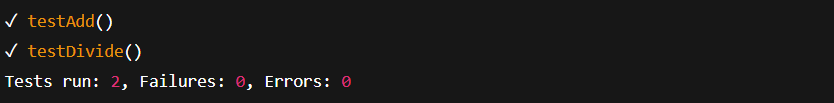 ✓ testAdd()
✓ testDivide()
Tests run: 2, Failures: 0, Errors: 0